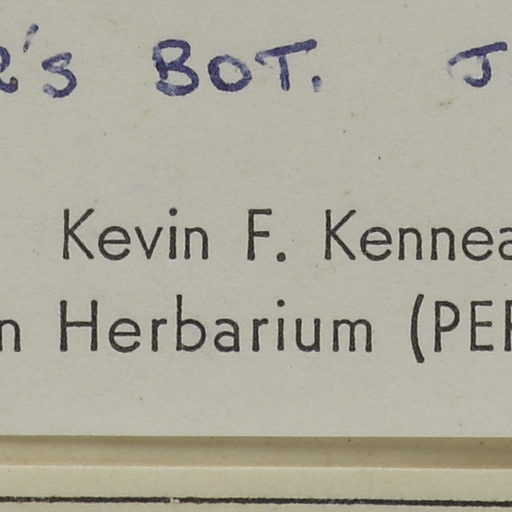 's BOT. J
Kevin F. Kennea
n Herbarium (PER